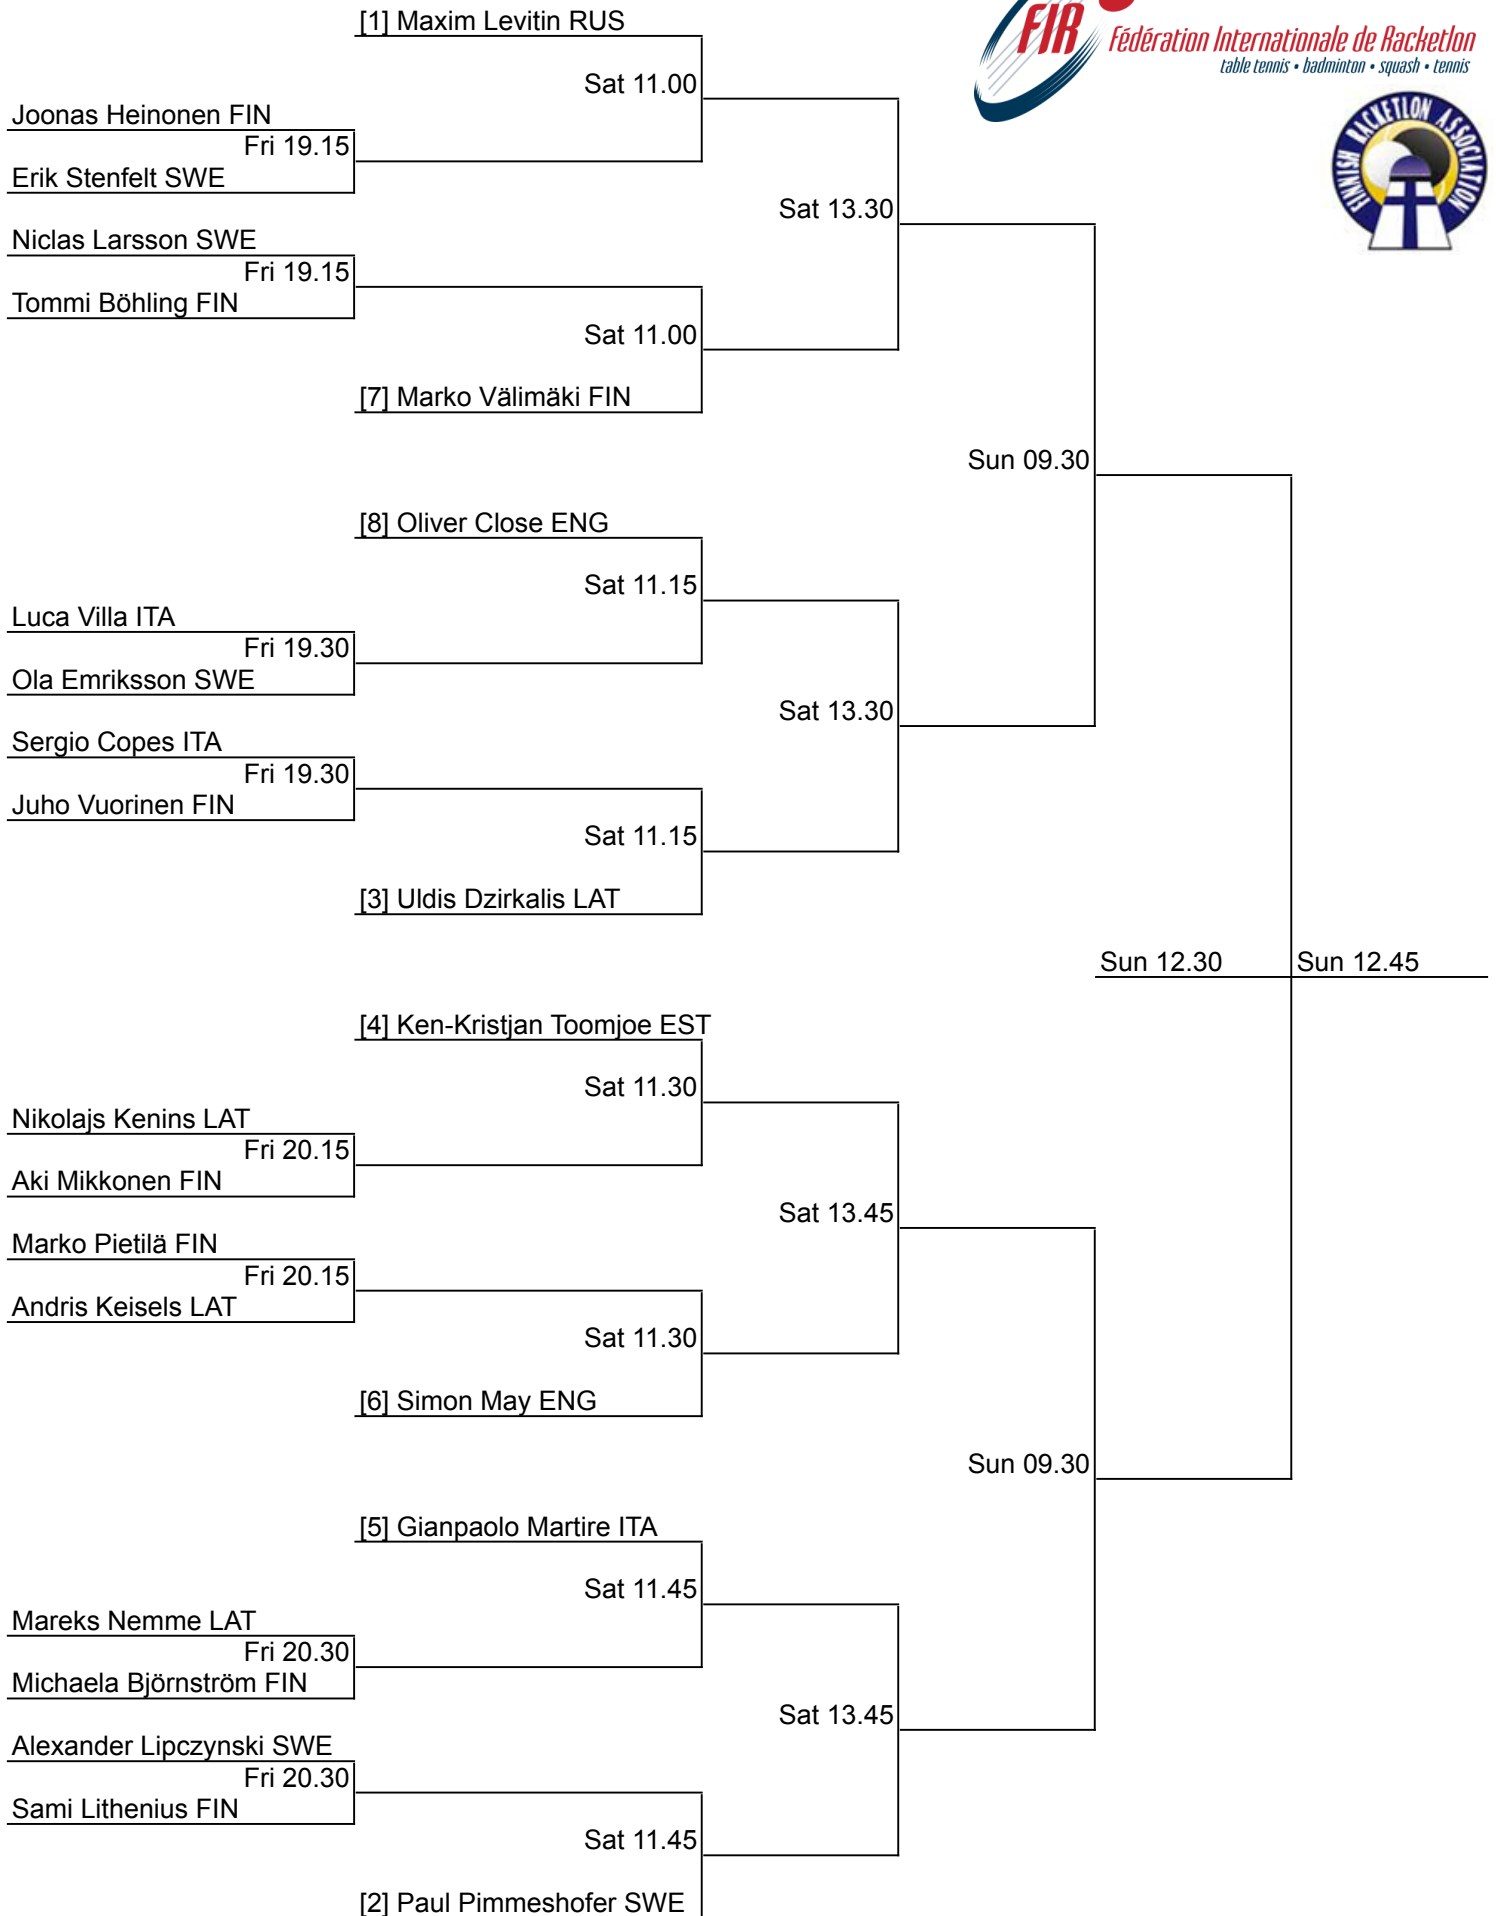 [1] Maxim Levitin RUS
FIR
Fédération Internationale de Racketlon
table tennis • badminton • squash • tennis
Sat 11.00
FINNISH RACKETLON ASSOCIATION
Joonas Heinonen FIN
Fri 19.15
Erik Stenfelt SWE
Sat 13.30
Niclas Larsson SWE
Fri 19.15
Tommi Böhling FIN
Sat 11.00
[7] Marko Välimäki FIN
Sun 09.30
[8] Oliver Close ENG
Sat 11.15
Luca Villa ITA
Fri 19.30
Ola Emriksson SWE
Sat 13.30
Sergio Copes ITA
Fri 19.30
Juho Vuorinen FIN
Sat 11.15
[3] Uldis Dzirkalis LAT
Sun 12.30 Sun 12.45
[4] Ken-Kristjan Toomjoe EST
Sat 11.30
Nikolajs Kenins LAT
Fri 20.15
Aki Mikkonen FIN
Sat 13.45
Marko Pietilä FIN
Fri 20.15
Andris Keisels LAT
Sat 11.30
[6] Simon May ENG
Sun 09.30
[5] Gianpaolo Martire ITA
Sat 11.45
Mareks Nemme LAT
Fri 20.30
Michaela Björnström FIN
Sat 13.45
Alexander Lipczynski SWE
Fri 20.30
Sami Lithenius FIN
Sat 11.45
[2] Paul Pimmeshofer SWE